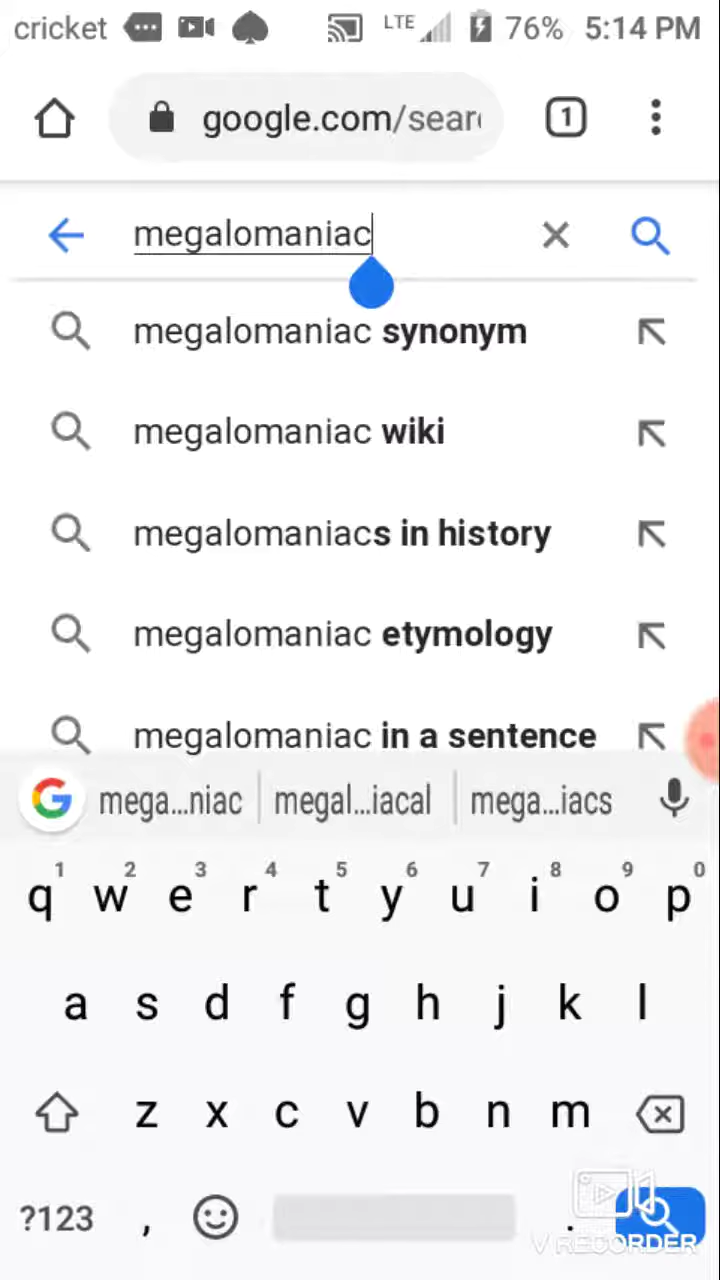 cricket LTE 76% 5:14 PM
google.com/sear
1
megalomaniac
megalomaniac synonym
megalomaniac wiki
megalomaniacs in history
megalomaniac etymology
megalomaniac in a sentence
G mega...niac megal...iacal mega...iacs
1 2 3 4 5 6 7 8 9 0
q w e r t y u i o p
a s d f g h j k l
z x c v b n m
?123 , .
V RECORDER